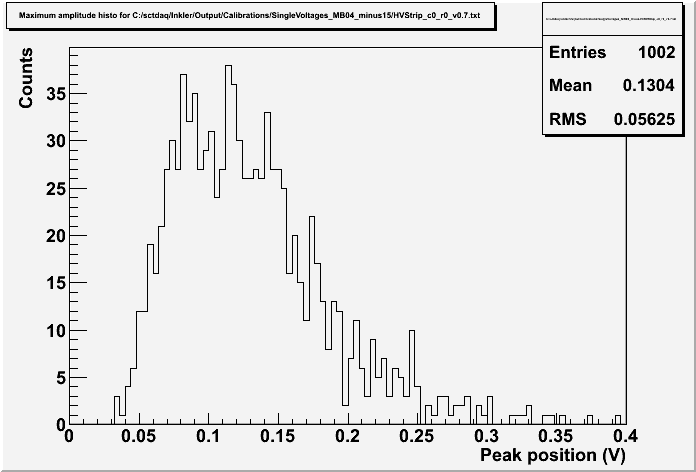 Maximum amplitude histo for C:/sctdaq/Inkler/Output/Calibrations/SingleVoltages_MB04_minus15/HVStrip_c0_r0_v0.7.txt
Entries 1002
Mean 0.1304
RMS 0.05625
Counts
35
30
25
20
15
10
5
0
0 0.05 0.1 0.15 0.2 0.25 0.3 0.35 0.4
Peak position (V)